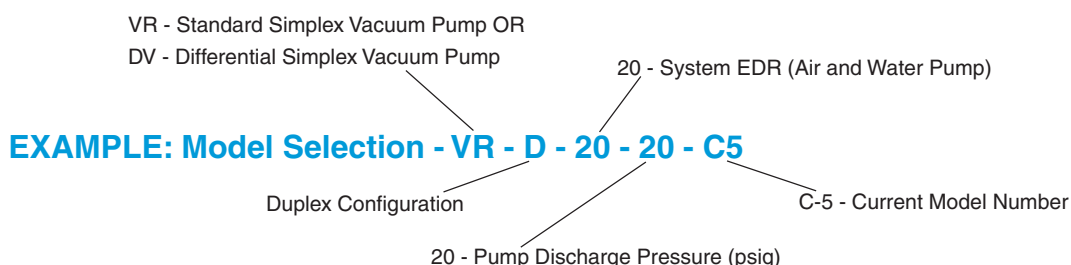 VR - Standard Simplex Vacuum Pump OR
DV - Differential Simplex Vacuum Pump
20 - System EDR (Air and Water Pump)
EXAMPLE: Model Selection - VR - D - 20 - 20 - C5
Duplex Configuration
C-5 - Current Model Number
20 - Pump Discharge Pressure (psig)